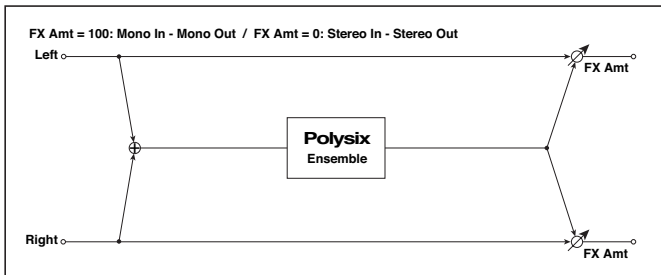 FX Amt = 100: Mono In - Mono Out / FX Amt = 0: Stereo In - Stereo Out
Left
FX Amt
Polysix
Ensemble
Right
FX Amt